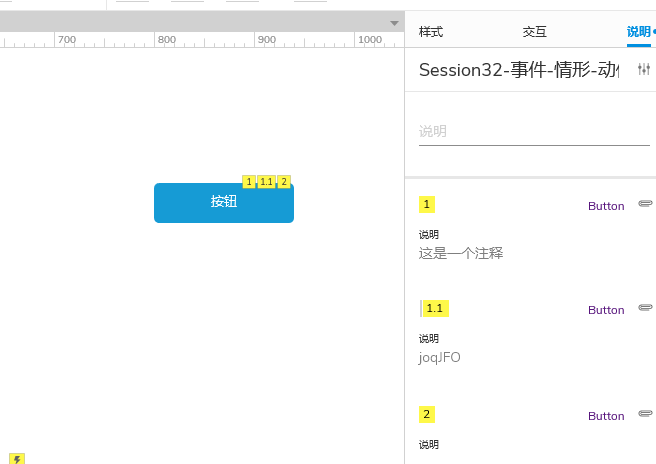 700 800 900 1000
样式 交互 说明
Session32-事件-情形-动
说明
1 1.1 2
按钮
1 Button
说明
这是一个注释
1.1 Button
说明
joqJFO
2 Button
说明